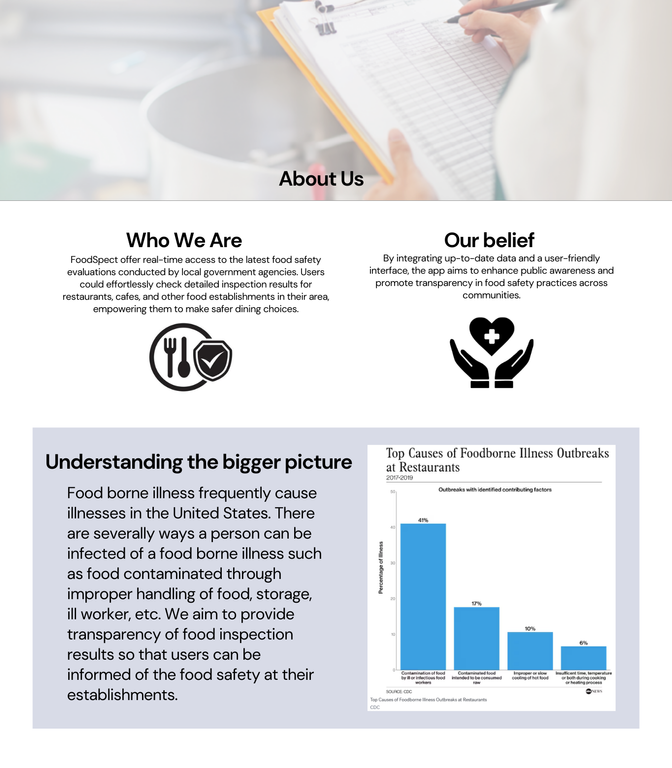 About Us
Who We Are
FoodSpect offer real-time access to the latest food safety
evaluations conducted by local government agencies. Users
could effortlessly check detailed inspection results for
restaurants, cafes, and other food establishments in their area,
empowering them to make safer dining choices.
Our belief
By integrating up-to-date data and a user-friendly
interface, the app aims to enhance public awareness and
promote transparency in food safety practices across
communities.
Understanding the bigger picture
Food borne illness frequently cause
illnesses in the United States. There
are severally ways a person can be
infected of a food borne illness such
as food contaminated through
improper handling of food, storage,
ill worker, etc. We aim to provide
transparency of food inspection
results so that users can be
informed of the food safety at their
establishments.
Top Causes of Foodborne Illness Outbreaks
at Restaurants
2017-2019
Outbreaks with identified contributing factors
Percentage of Illness
50
40
30
20
10
0
41%
17%
10%
6%
Contamination of food
by ill or infectious food
workers
Contaminated food
intended to be consumed
raw
Improper or slow
cooling of hot food
Insufficient time, temperature
or both during cooking
or heating process
SOURCE: CDC
abc NEWS
Top Causes of Foodborne Illness Outbreaks at Restaurants
CDC